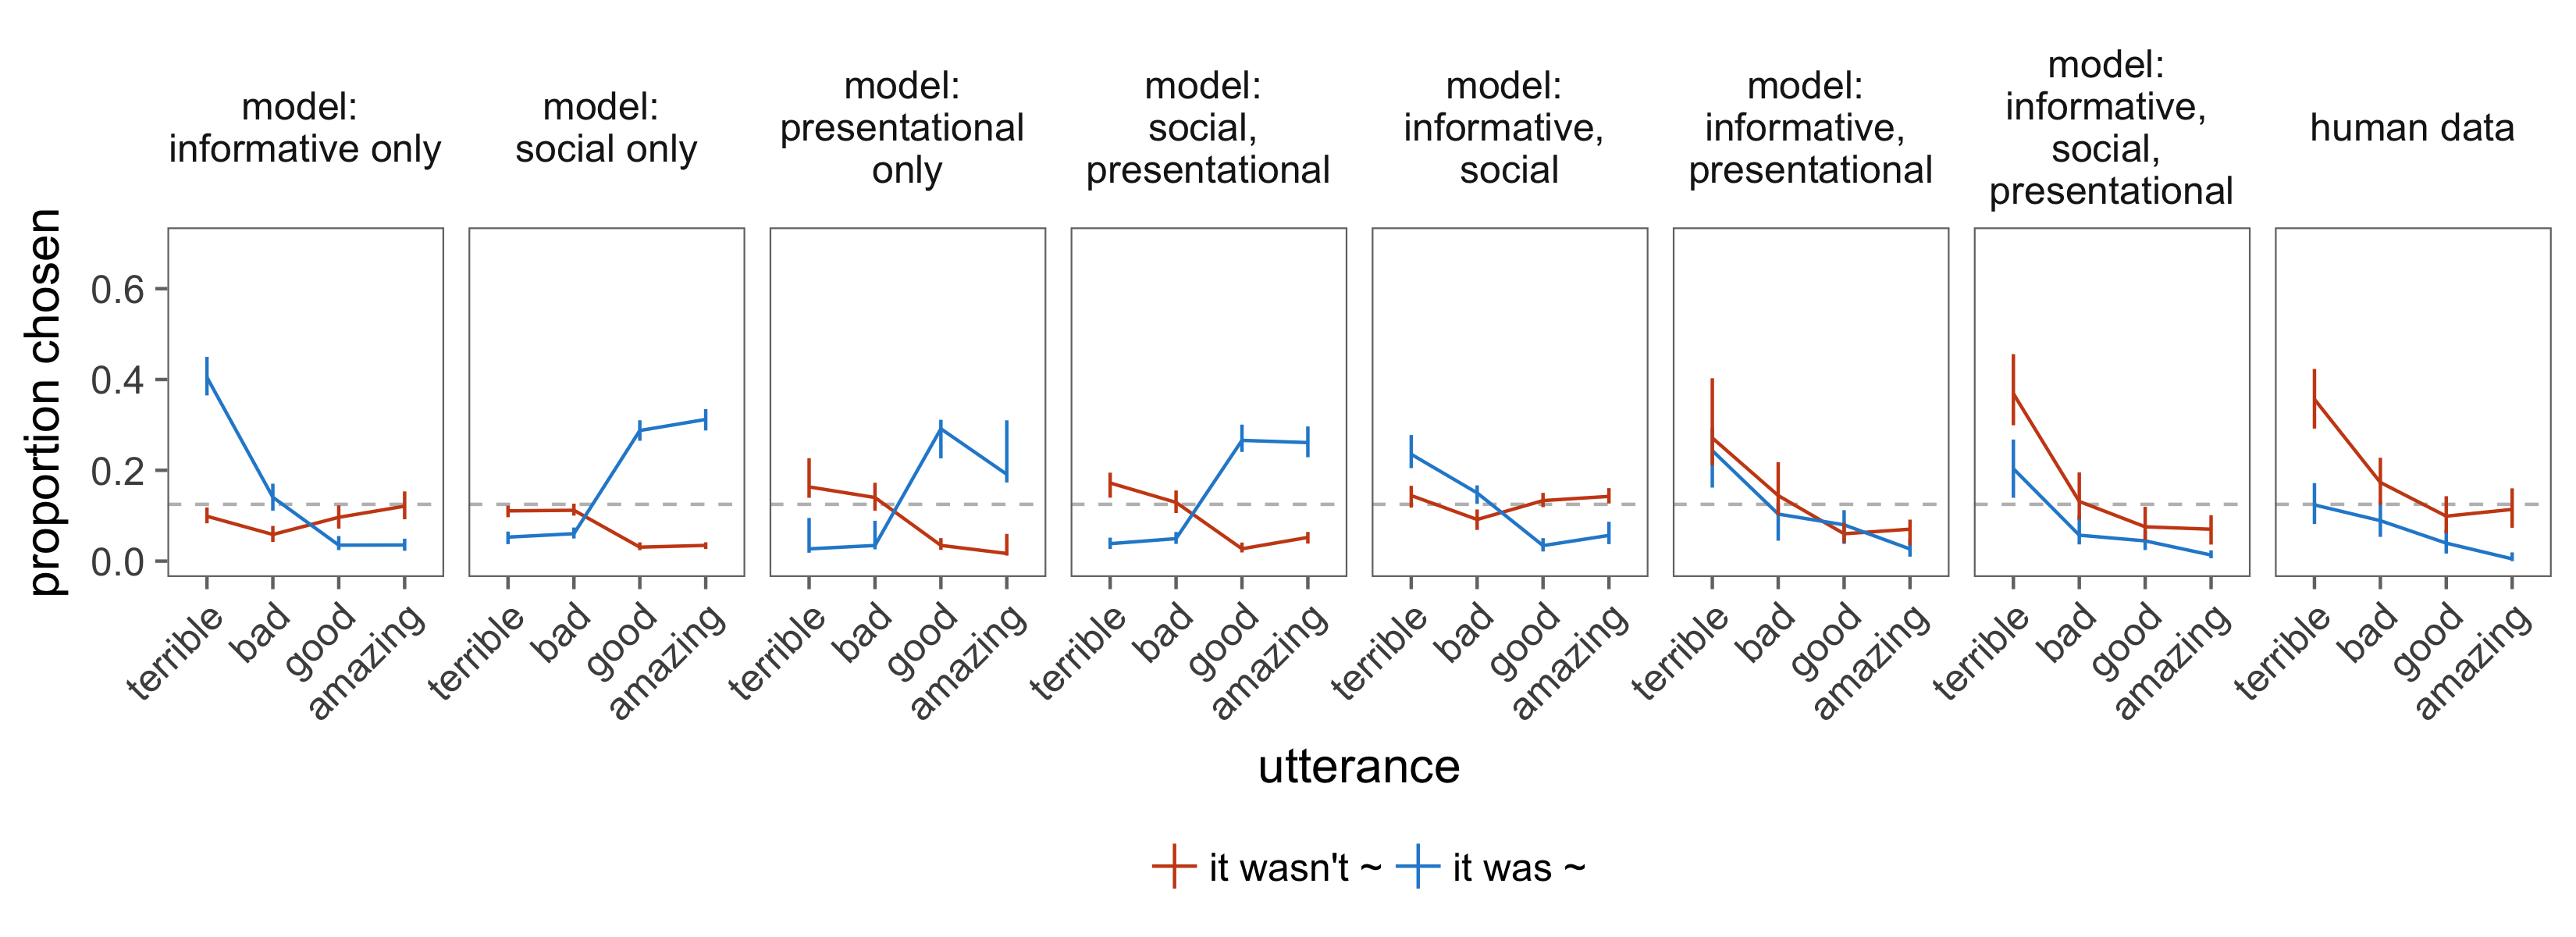 model:
informative only
model:
social only
model:
presentational
only
model:
social,
presentational
model:
informative,
social
model:
informative,
presentational
model:
informative,
social,
presentational
human data
proportion chosen
0.6
0.4
0.2
0.0
terrible
bad
good
amazing
terrible
bad
good
amazing
terrible
bad
good
amazing
terrible
bad
good
amazing
terrible
bad
good
amazing
terrible
bad
good
amazing
terrible
bad
good
amazing
terrible
bad
good
amazing
utterance
it wasn't ~ it was ~